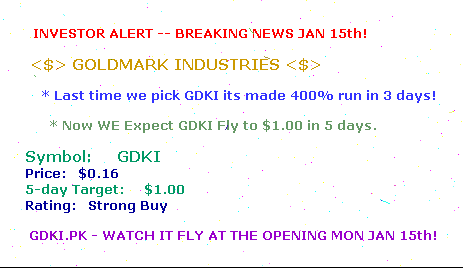 INVESTOR ALERT -- BREAKING NEWS JAN 15th!
<$> GOLDMARK INDUSTRIES <$>
* Last time we pick GDKI its made 400% run in 3 days!
* Now WE Expect GDKI Fly to $1.00 in 5 days.
Symbol: GDKI
Price: $0.16
5-day Target: $1.00
Rating: Strong Buy
GDKI.PK - WATCH IT FLY AT THE OPENING MON JAN 15th!